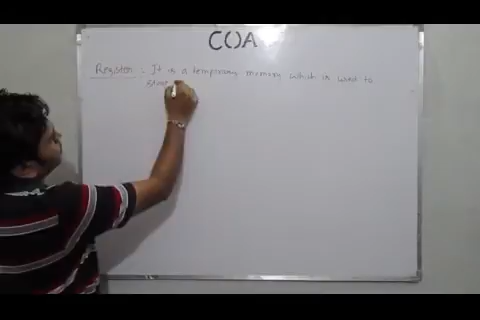 COA
Register : It is a temporary memory which is used to
store